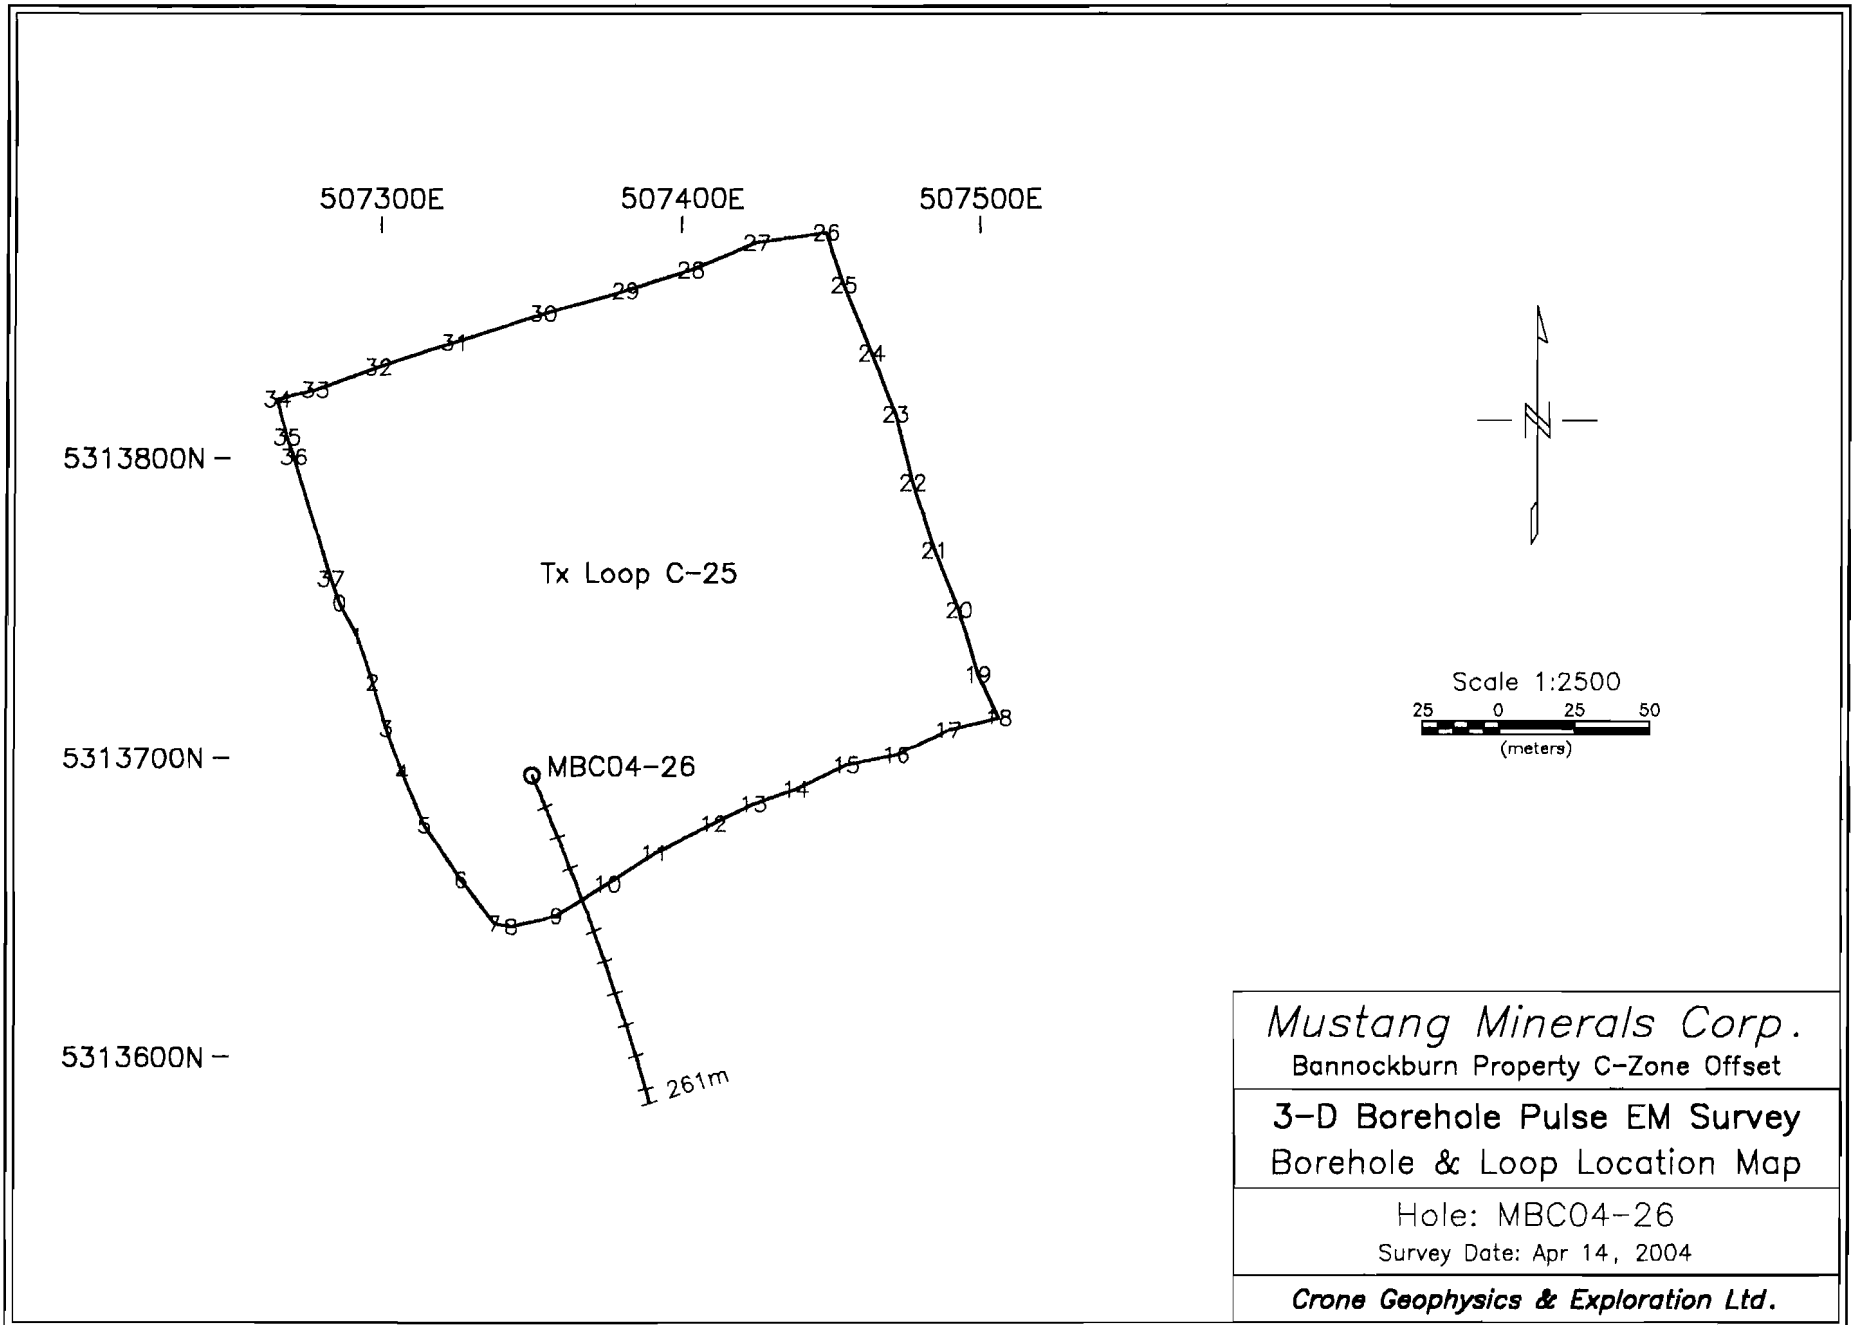 507300E 507400E 507500E
26
27
28
25
29
30
31
24
32
33
34
23
35
36
5313800N
22
21
Tx Loop C-25
37
0
20
1
19
2
18
3
17
5313700N
16
MBC04-26
15
4
14
13
12
5
11
6
10
9
7
8
5313600N
261m
N
Scale 1:2500
25 0 25 50
(meters)
Mustang Minerals Corp.
Bannockburn Property C-Zone Offset
3-D Borehole Pulse EM Survey
Borehole & Loop Location Map
Hole: MBC04-26
Survey Date: Apr 14, 2004
Crone Geophysics & Exploration Ltd.